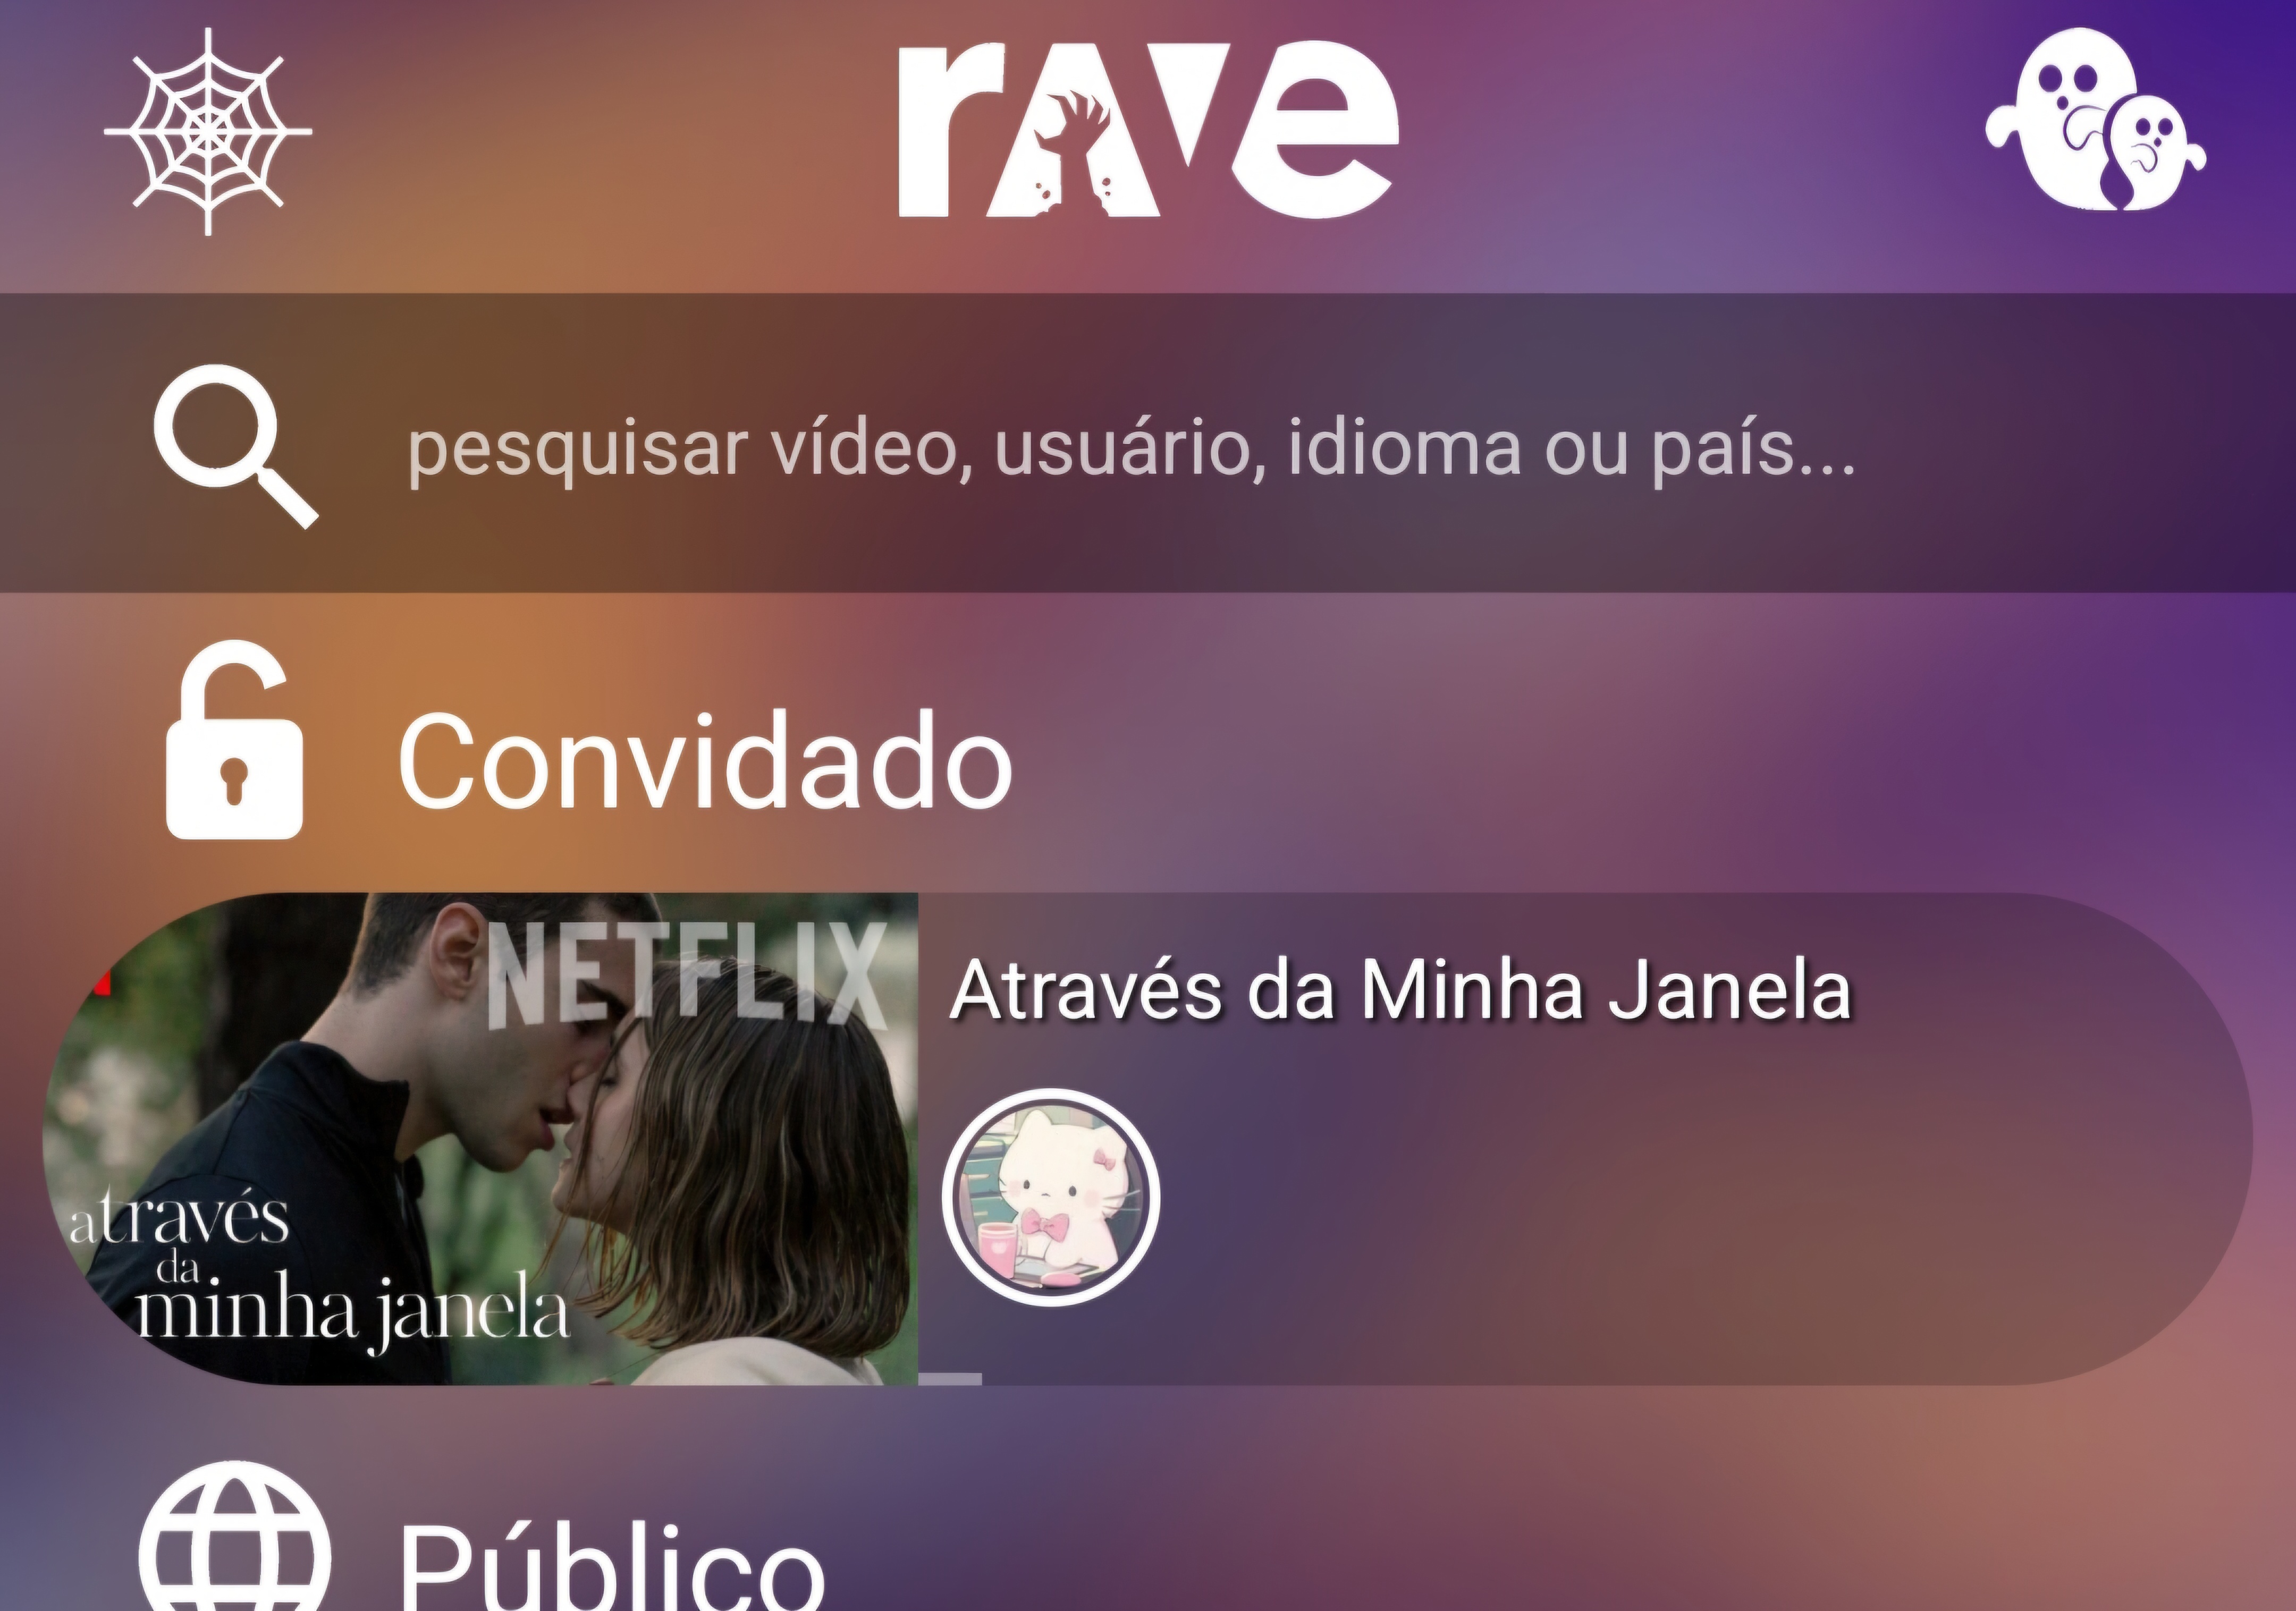 rave
pesquisar vídeo, usuário, idioma ou país...
Convidado
NETFLIX
Através da Minha Janela
através
da
minha janela
Público